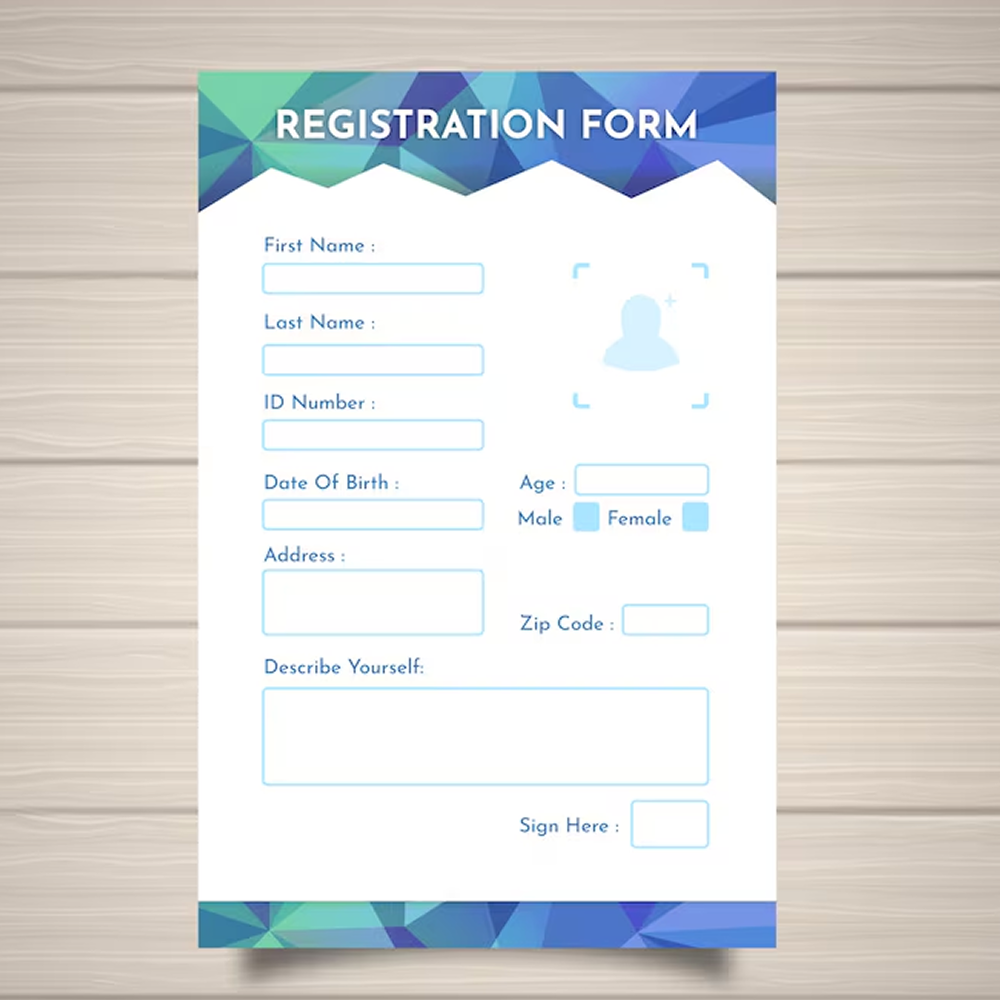 REGISTRATION FORM
First Name :
Last Name :
ID Number :
Date Of Birth :
Age :
Male Female
Address :
Zip Code :
Describe Yourself:
Sign Here :